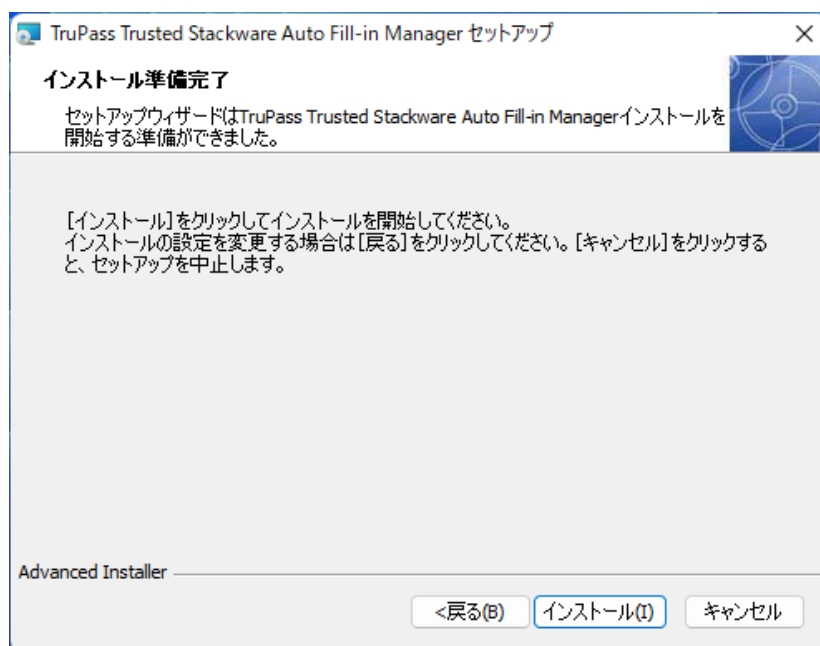 TruPass Trusted Stackware Auto Fill-in Manager セットアップ
インストール準備完了
セットアップウィザードはTruPass Trusted Stackware Auto Fill-in Managerインストールを
開始する準備ができました。
[インストール]をクリックしてインストールを開始してください。
インストールの設定を変更する場合は[戻る]をクリックしてください。[キャンセル]をクリックする
と、セットアップを中止します。
Advanced Installer
<戻る(B) インストール(I) キャンセル